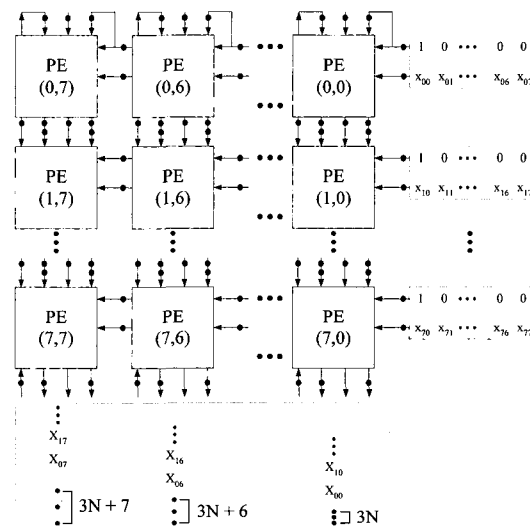 PE PE PE 1 0 ••• 0 0
(0,7) (0,6) ••• (0,0) x₀₀ x₀₁ ••• x₀₆ x₀₇
PE PE PE 1 0 ••• 0 0
(1,7) (1,6) ••• (1,0) x₁₀ x₁₁ ••• x₁₆ x₁₇
PE PE PE 1 0 ••• 0 0
(7,7) (7,6) ••• (7,0) x₇₀ x₇₁ ••• x₇₆ x₇₇
X₁₇ X₁₆ X₁₀
X₀₇ X₀₆ X₀₀
3N + 7 3N + 6 3N